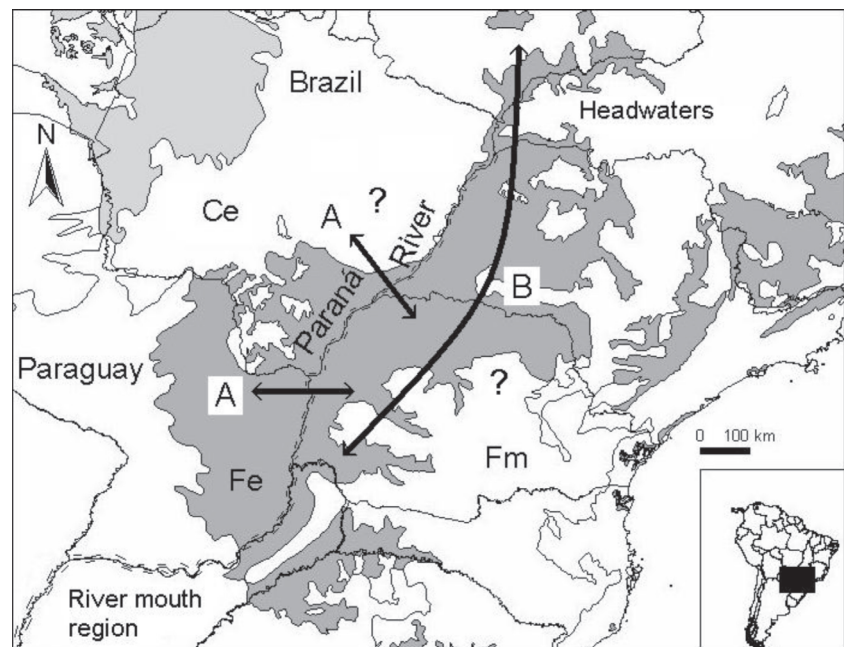 Brazil
Headwaters
N
Ce
A
?
Paraná
River
B
Paraguay
A
?
0 100 km
Fe
Fm
River mouth
region